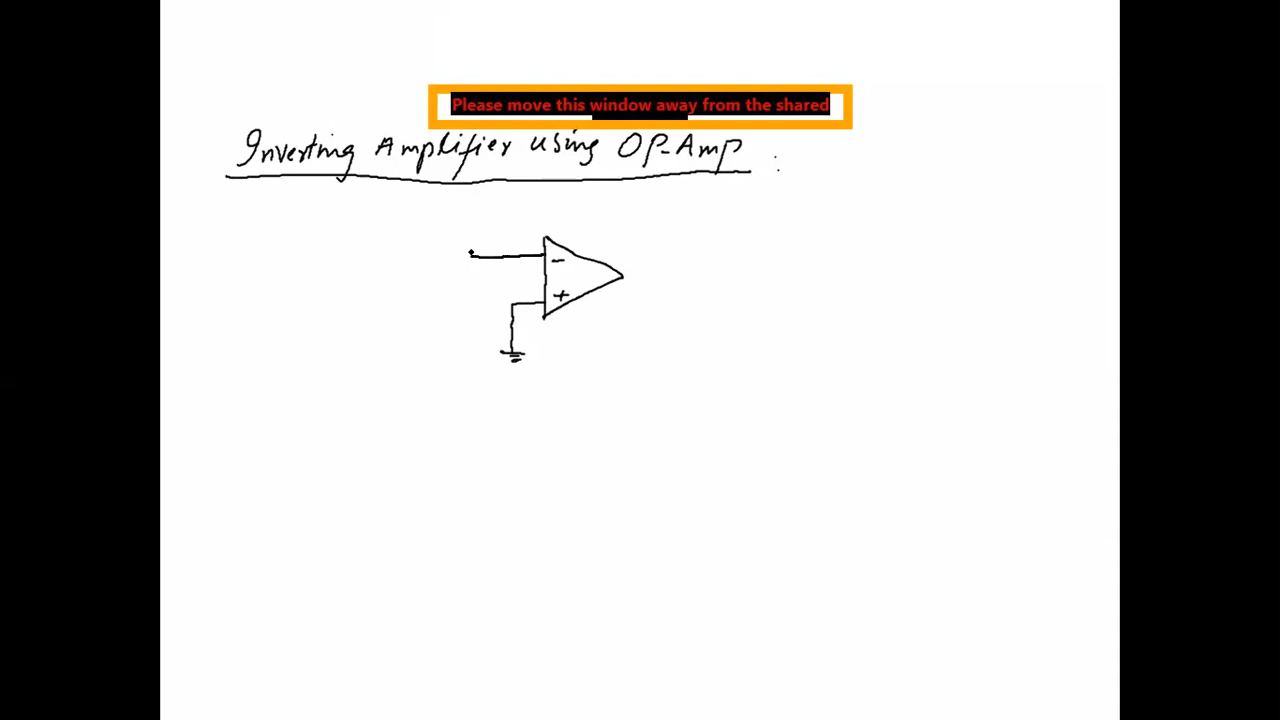 Please move this window away from the shared
Inverting Amplifier using OP-Amp :
-
+